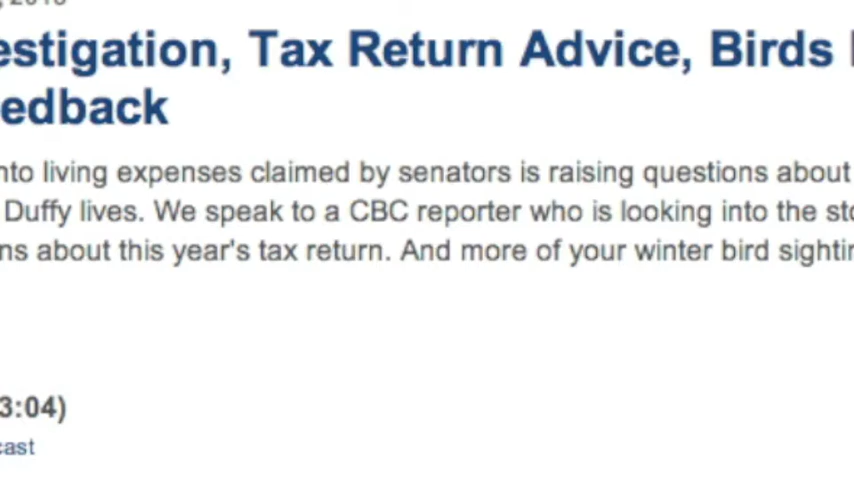 estigation, Tax Return Advice, Birds
edback
nto living expenses claimed by senators is raising questions about
Duffy lives. We speak to a CBC reporter who is looking into the sto
ns about this year's tax return. And more of your winter bird sightin
3:04)
cast